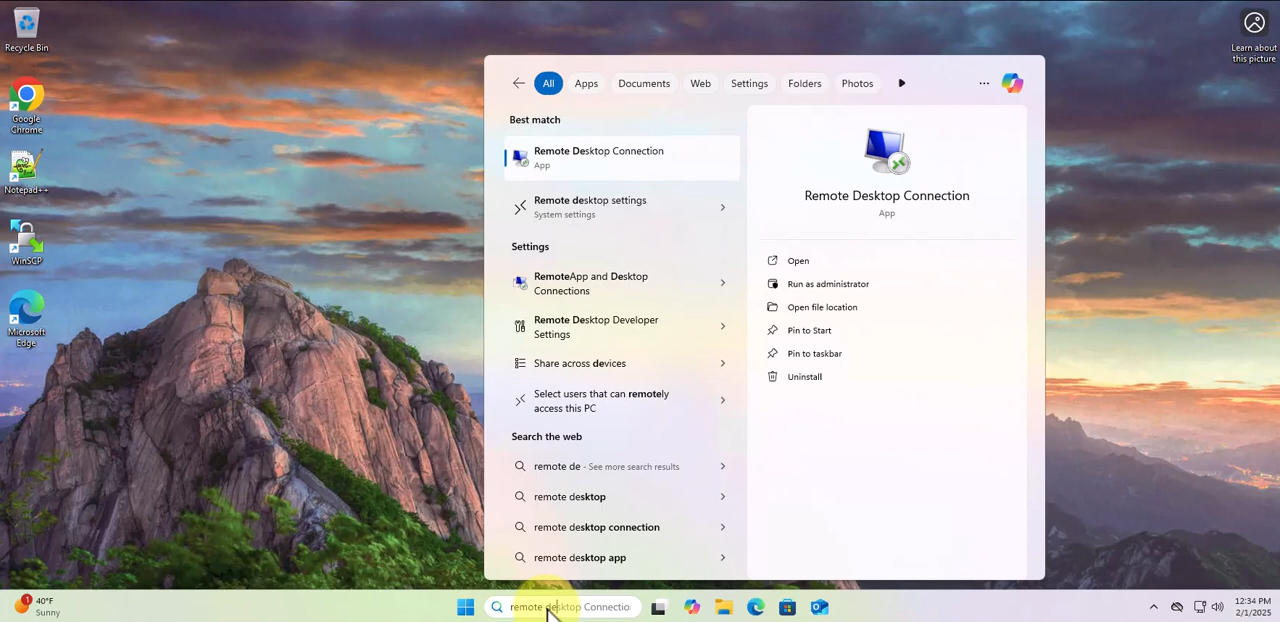 Recycle Bin
Google
Chrome
Notepad++
WinSCP
Microsoft
Edge
Learn about
this picture
All
Apps
Documents
Web
Settings
Folders
Photos
...
Best match
Remote Desktop Connection
App
Remote desktop settings
System settings
Settings
RemoteApp and Desktop
Connections
Remote Desktop Developer
Settings
Share across devices
Select users that can remotely
access this PC
Search the web
remote de - See more search results
remote desktop
remote desktop connection
remote desktop app
Remote Desktop Connection
App
Open
Run as administrator
Open file location
Pin to Start
Pin to taskbar
Uninstall
1
40°F
Sunny
remote desktop Connectio
12:34 PM
2/1/2025